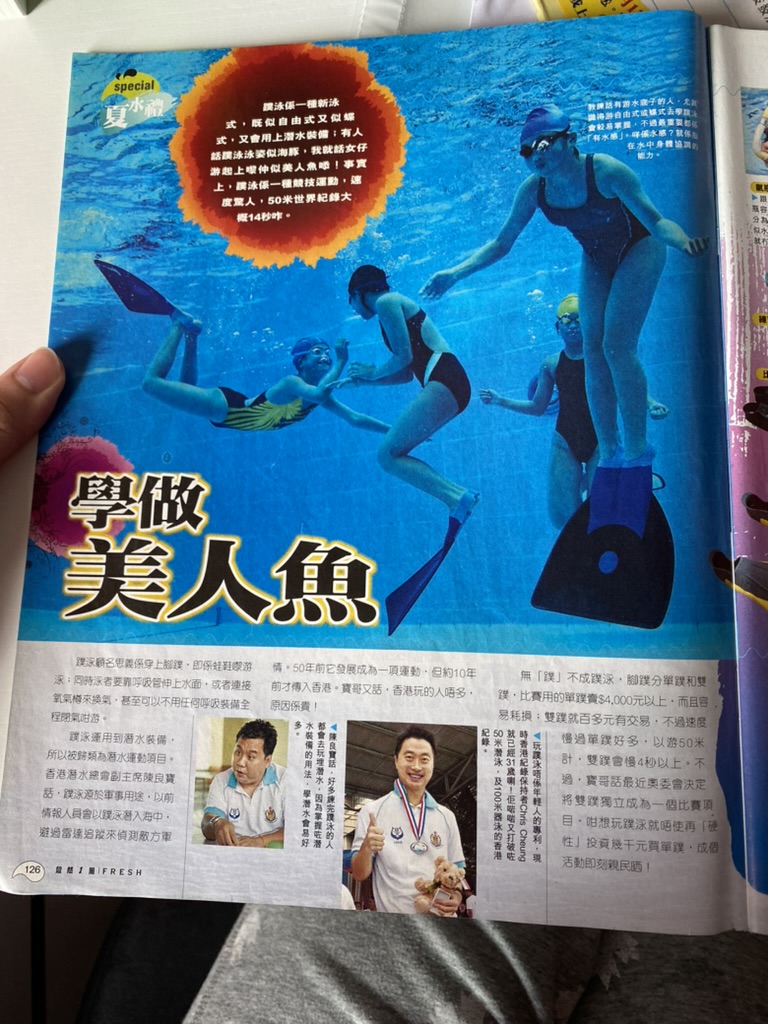 special
夏水禮
蹼泳係一種新泳
式，既似自由式又似蝶
式，又會用上潛水裝備；有人
話蹼泳泳姿似海豚，我就話女仔
游起上嚟仲似美人魚㖭！事實
上，蹼泳係一種競技運動，速
度驚人，50米世界紀錄大
概14秒咋。
教練話有游水底子的人，尤其
識得游自由式或蝶式去學蹼泳
會較易掌握，不過最重要都係
「有水感」。咩係水感？就係指
在水中身體協調的
能力。
學做
美人魚
蹼泳顧名思義係穿上腳蹼，即係蛙鞋嚟游
泳；同時泳者要靠呼吸管伸上水面，或者連接
氧氣樽來換氣，甚至可以不用任何呼吸裝備全
程閉氣咁游。
蹼泳運用到潛水裝備，
所以被歸類為潛水運動項目。
香港潛水總會副主席陳良寶
話，蹼泳源於軍事用途，以前
情報人員會以蹼泳潛入海中，
避過雷達追蹤來偵測敵方軍
情。50年前它發展成為一項運動，但約10年
前才傳入香港。寶哥又話，香港玩的人唔多，
原因係貴！
無「蹼」不成蹼泳，腳蹼分單蹼和雙
蹼，比賽用的單蹼賣$4,000元以上，而且容
易耗損；雙蹼就百多元有交易，不過速度
慢過單蹼好多，以游50米
計，雙蹼會慢4秒以上。不
過，寶哥話最近奧委會決定
將雙蹼獨立成為一個比賽項
目，咁想玩蹼泳就唔使再「硬
性」投資幾千元買單蹼，成個
活動即刻親民晒！
◀陳良寶話，好多練完蹼泳的人
都會去玩埋潛水，因為掌握咗潛
水裝備的用法，學潛水會易好
多。
◀玩蹼泳唔係年輕人的專利，現
時香港紀錄保持者Chris Cheung
就已經31歲喇！佢啱啱又打破咗
50米潛泳，及100米器泳的香港
紀錄。
126
FRESH